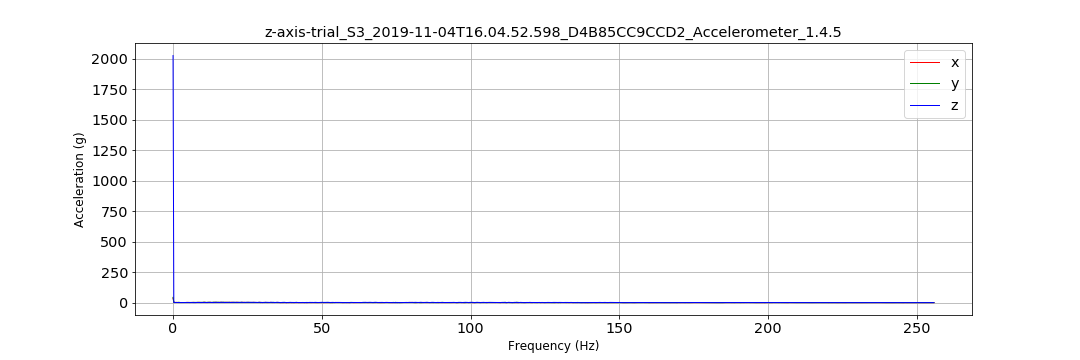 z-axis-trial_S3_2019-11-04T16.04.52.598_D4B85CC9CCD2_Accelerometer_1.4.5
x
y
z
Acceleration (g)
2000
1750
1500
1250
1000
750
500
250
0
0 50 100 150 200 250
Frequency (Hz)